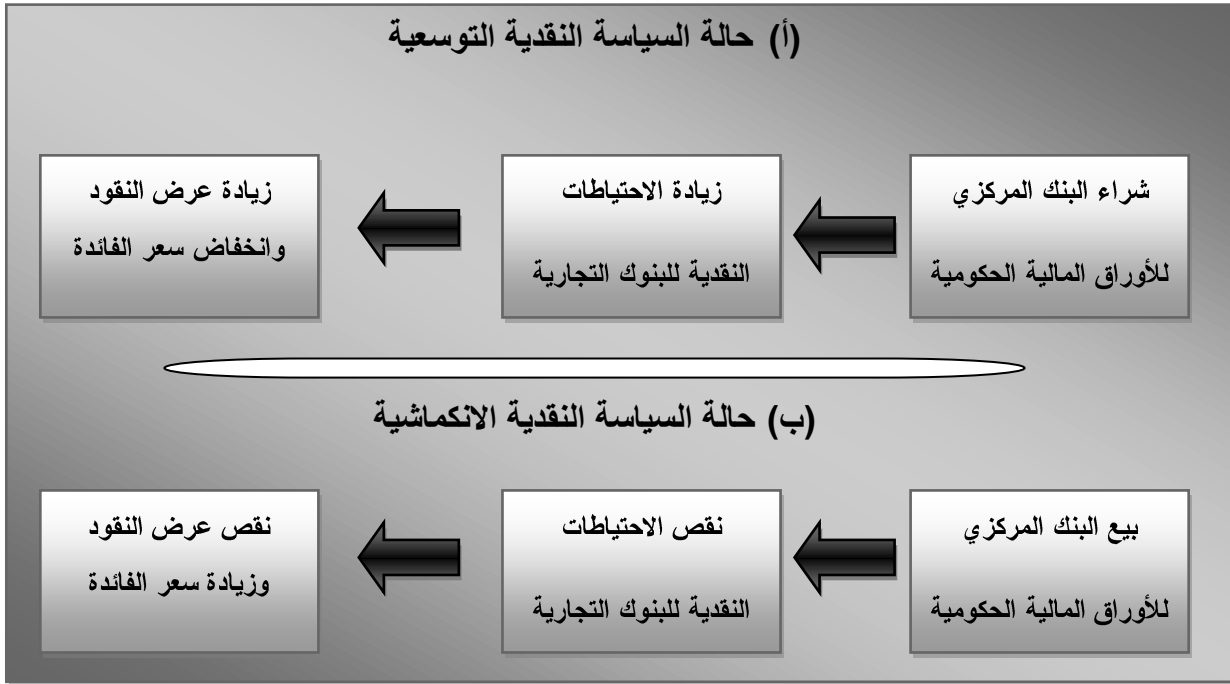 (أ) حالة السياسة النقدية التوسعية
شراء البنك المركزي
للأوراق المالية الحكومية
زيادة الاحتياطات
النقدية للبنوك التجارية
زيادة عرض النقود
وانخفاض سعر الفائدة
(ب) حالة السياسة النقدية الانكماشية
بيع البنك المركزي
للأوراق المالية الحكومية
نقص الاحتياطات
النقدية للبنوك التجارية
نقص عرض النقود
وزيادة سعر الفائدة